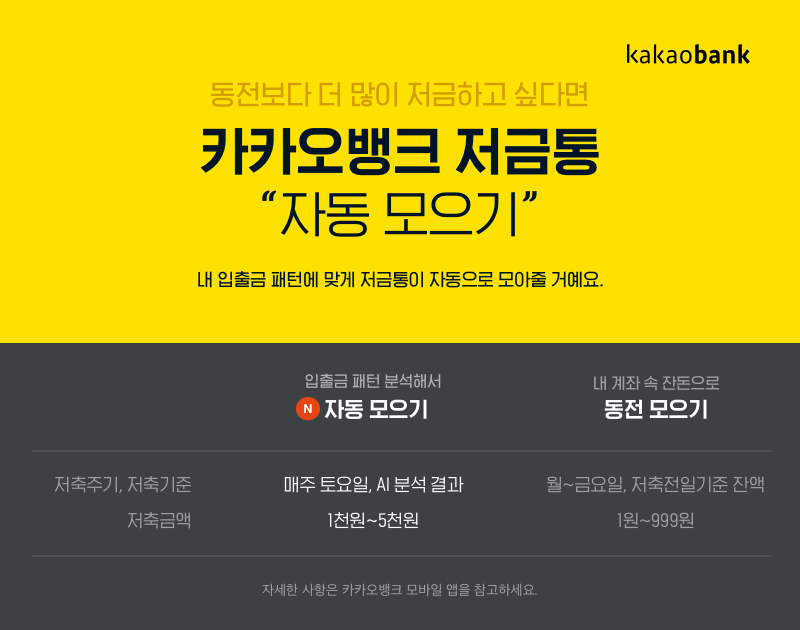 kakaobank
동전보다 더 많이 저금하고 싶다면
카카오뱅크 저금통
“자동 모으기”
내 입출금 패턴에 맞게 저금통이 자동으로 모아줄 거예요.
입출금 패턴 분석해서
내 계좌 속 잔돈으로
N 자동 모으기
동전 모으기
저축주기, 저축기준
매주 토요일, AI 분석 결과
월~금요일, 저축전일기준 잔액
저축금액
1천원~5천원
1원~999원
자세한 사항은 카카오뱅크 모바일 앱을 참고하세요.